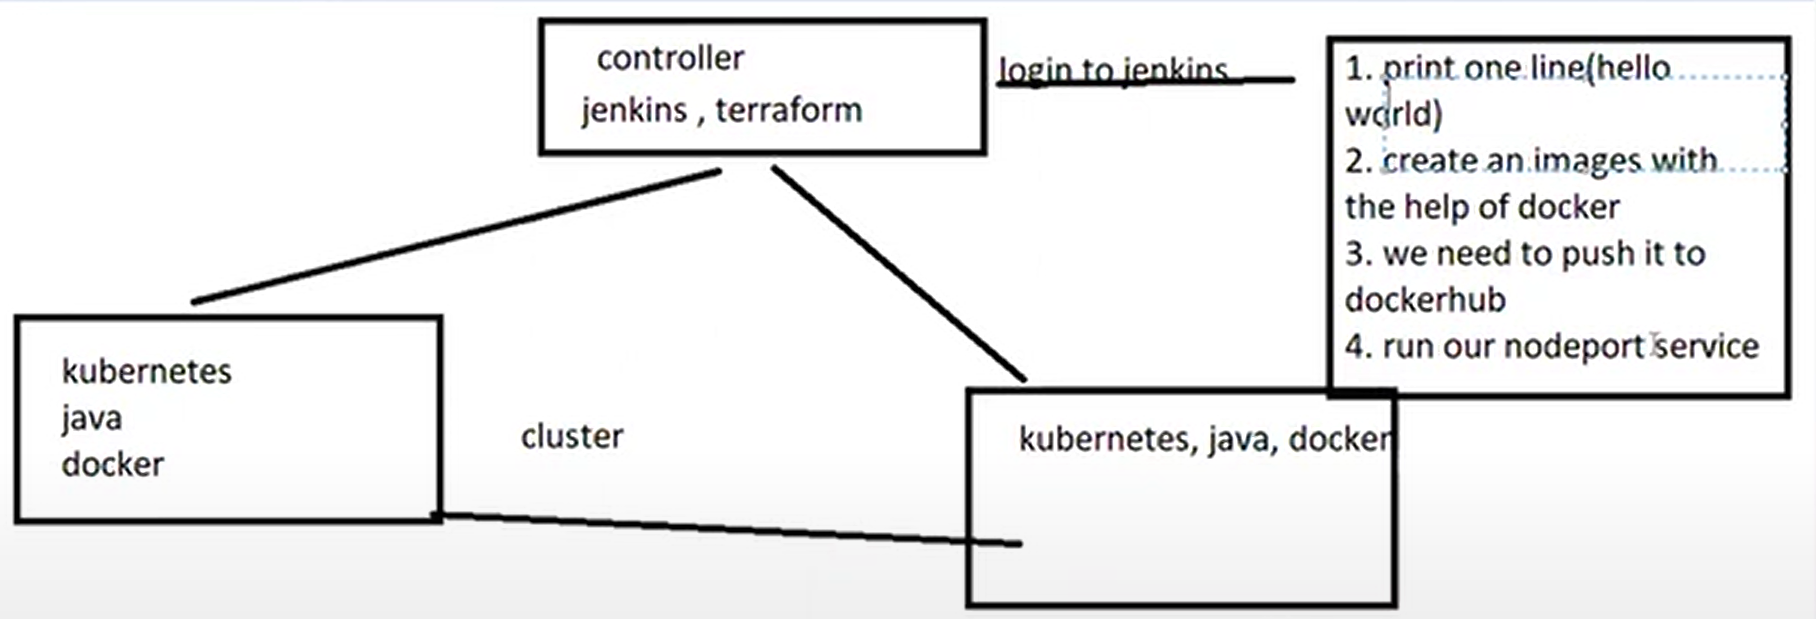 controller
jenkins , terraform
login to jenkins
1. print one line(hello
world)
2. create an images with
the help of docker
3. we need to push it to
dockerhub
4. run our nodeport service
kubernetes
java
docker
cluster
kubernetes, java, docker